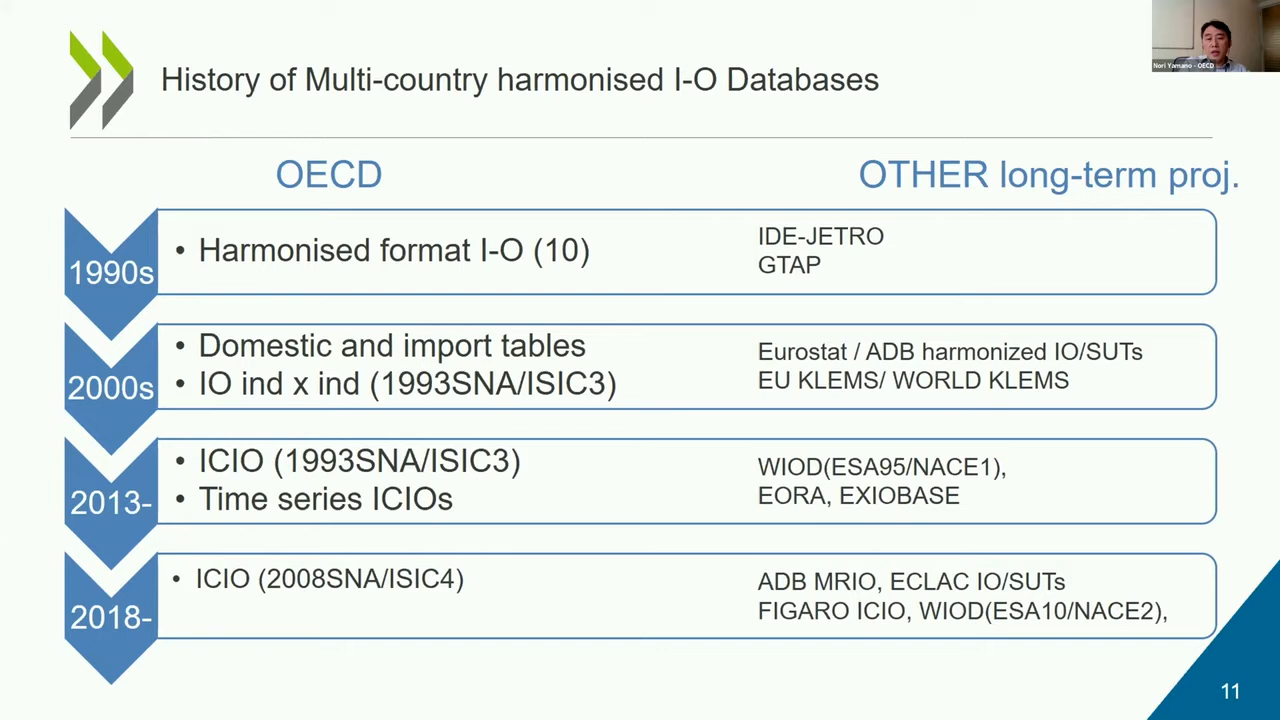 Nori Yamano - OECD
History of Multi-country harmonised I-O Databases
OECD
OTHER long-term proj.
1990s
• Harmonised format I-O (10)
IDE-JETRO
GTAP
2000s
• Domestic and import tables
• IO ind x ind (1993SNA/ISIC3)
Eurostat / ADB harmonized IO/SUTs
EU KLEMS/ WORLD KLEMS
2013-
• ICIO (1993SNA/ISIC3)
• Time series ICIOs
WIOD(ESA95/NACE1),
EORA, EXIOBASE
2018-
• ICIO (2008SNA/ISIC4)
ADB MRIO, ECLAC IO/SUTs
FIGARO ICIO, WIOD(ESA10/NACE2),
11